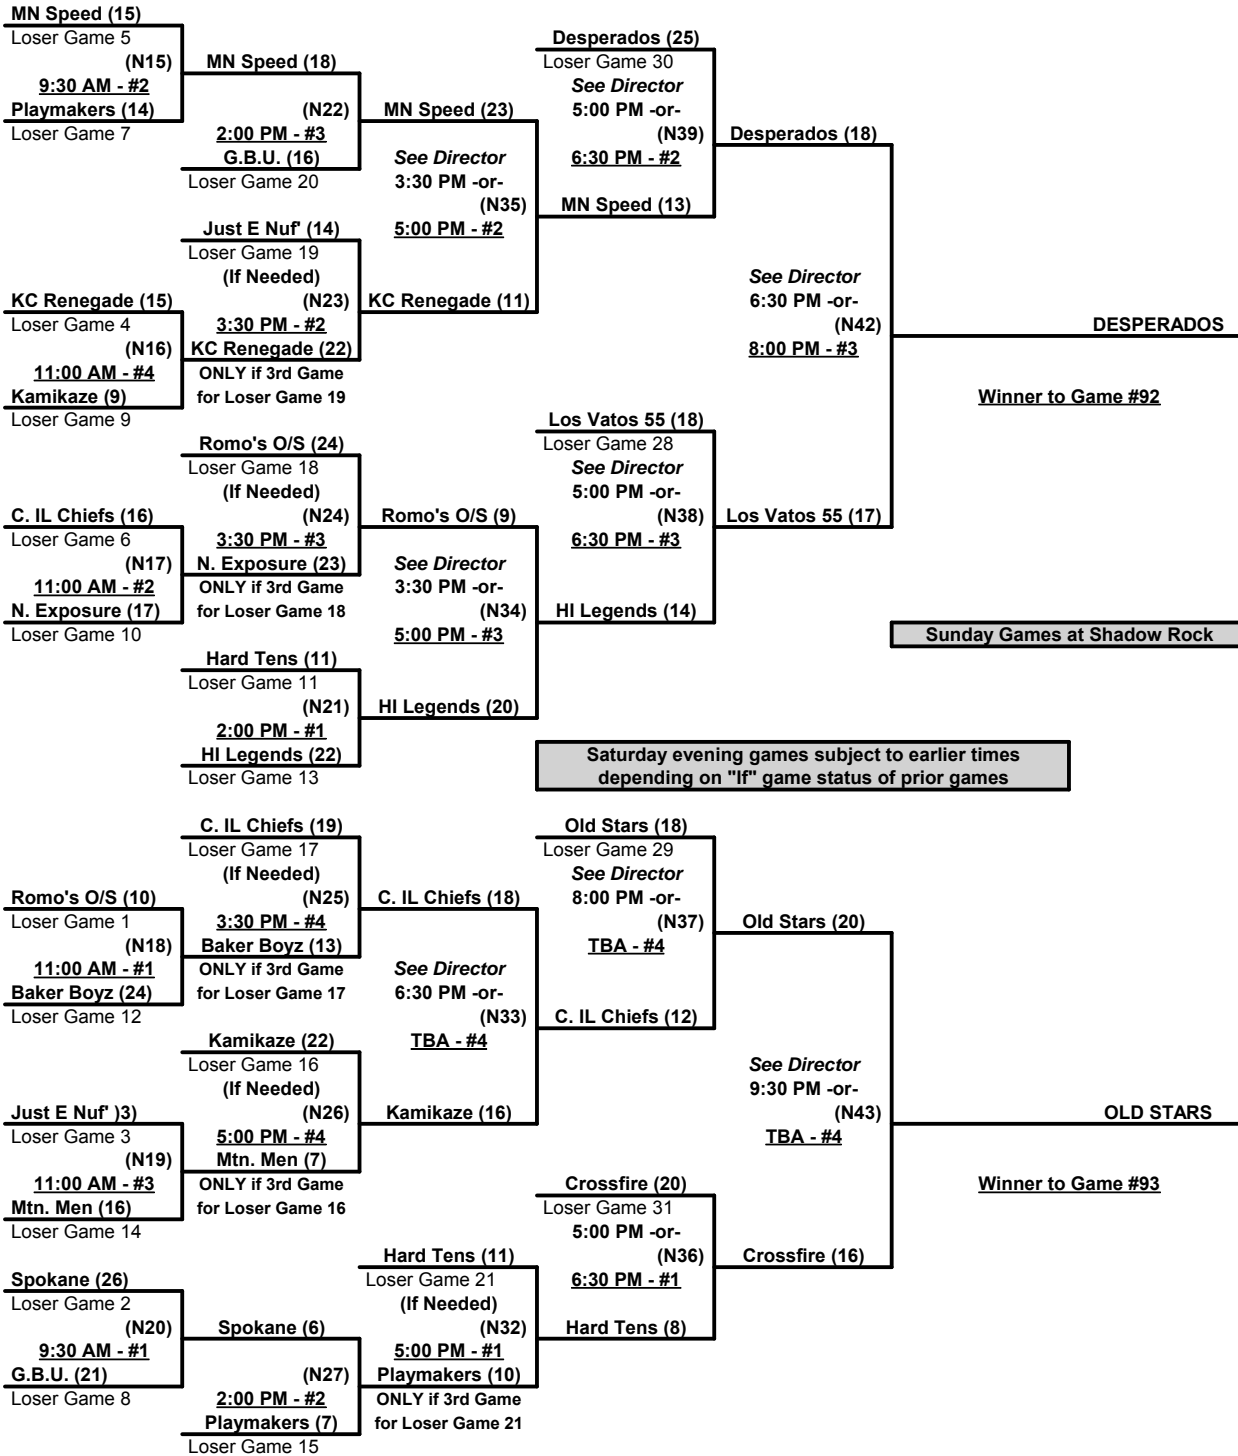 MN Speed (15)
Loser Game 5
(N15)
9:30 AM - #2
Playmakers (14)
Loser Game 7
MN Speed (18)
(N22)
2:00 PM - #3
G.B.U. (16)
Loser Game 20
MN Speed (23)
See Director
3:30 PM -or-
(N35)
5:00 PM - #2
KC Renegade (11)
Just E Nuf' (14)
Loser Game 19
(If Needed)
(N23)
3:30 PM - #2
KC Renegade (22)
ONLY if 3rd Game
for Loser Game 19
KC Renegade (15)
Loser Game 4
(N16)
11:00 AM - #4
Kamikaze (9)
Loser Game 9
Desperados (25)
Loser Game 30
See Director
5:00 PM -or-
(N39)
6:30 PM - #2
MN Speed (13)
Desperados (18)
See Director
6:30 PM -or-
(N42)
8:00 PM - #3
Los Vatos 55 (17)
DESPERADOS
Winner to Game #92
Romo's O/S (24)
Loser Game 18
(If Needed)
(N24)
3:30 PM - #3
N. Exposure (23)
ONLY if 3rd Game
for Loser Game 18
C. IL Chiefs (16)
Loser Game 6
(N17)
11:00 AM - #2
N. Exposure (17)
Loser Game 10
Romo's O/S (9)
See Director
3:30 PM -or-
(N34)
5:00 PM - #3
HI Legends (20)
Hard Tens (11)
Loser Game 11
(N21)
2:00 PM - #1
HI Legends (22)
Loser Game 13
Los Vatos 55 (18)
Loser Game 28
See Director
5:00 PM -or-
(N38)
6:30 PM - #3
HI Legends (14)
Sunday Games at Shadow Rock
Saturday evening games subject to earlier times
depending on "If" game status of prior games
C. IL Chiefs (19)
Loser Game 17
(If Needed)
(N25)
3:30 PM - #4
Baker Boyz (13)
ONLY if 3rd Game
for Loser Game 17
Romo's O/S (10)
Loser Game 1
(N18)
11:00 AM - #1
Baker Boyz (24)
Loser Game 12
C. IL Chiefs (18)
See Director
6:30 PM -or-
(N33)
TBA - #4
Kamikaze (16)
Kamikaze (22)
Loser Game 16
(If Needed)
(N26)
5:00 PM - #4
Mtn. Men (7)
ONLY if 3rd Game
for Loser Game 16
Just E Nuf' )3)
Loser Game 3
(N19)
11:00 AM - #3
Mtn. Men (16)
Loser Game 14
Old Stars (18)
Loser Game 29
See Director
8:00 PM -or-
(N37)
TBA - #4
C. IL Chiefs (12)
Old Stars (20)
See Director
9:30 PM -or-
(N43)
TBA - #4
Crossfire (16)
OLD STARS
Winner to Game #93
Crossfire (20)
Loser Game 31
5:00 PM -or-
(N36)
6:30 PM - #1
Hard Tens (8)
Hard Tens (11)
Loser Game 21
(If Needed)
(N32)
5:00 PM - #1
Playmakers (10)
ONLY if 3rd Game
for Loser Game 21
Spokane (26)
Loser Game 2
(N20)
9:30 AM - #1
G.B.U. (21)
Loser Game 8
Spokane (6)
(N27)
2:00 PM - #2
Playmakers (7)
Loser Game 15